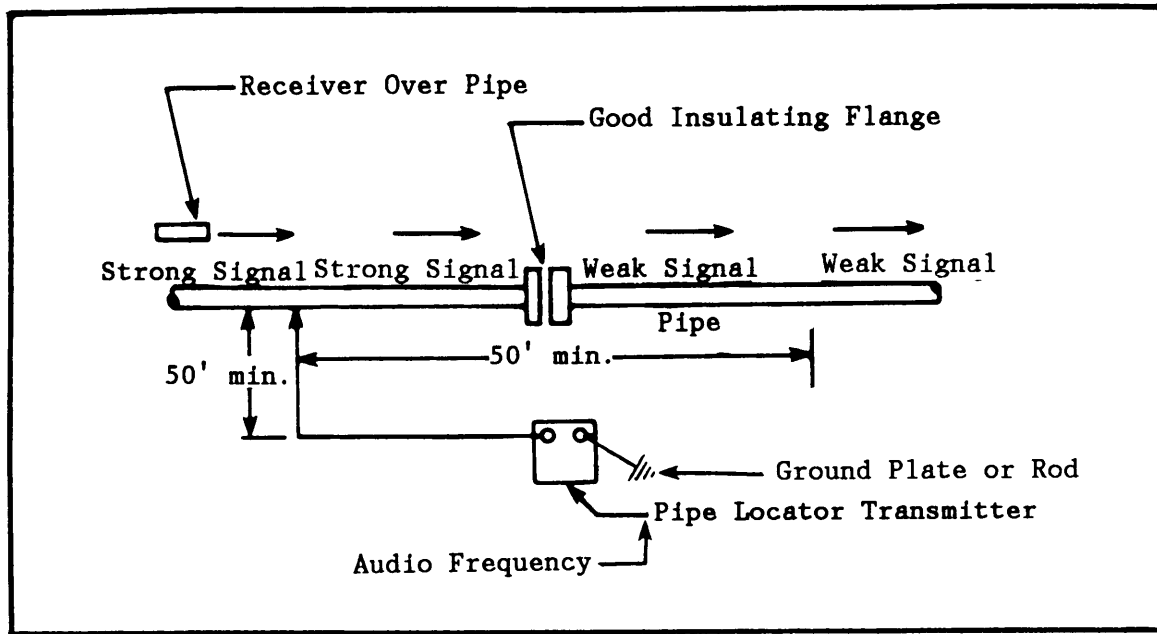 Receiver Over Pipe
Good Insulating Flange
Strong Signal Strong Signal Weak Signal Weak Signal
Pipe
50' min.
50' min.
Ground Plate or Rod
Pipe Locator Transmitter
Audio Frequency